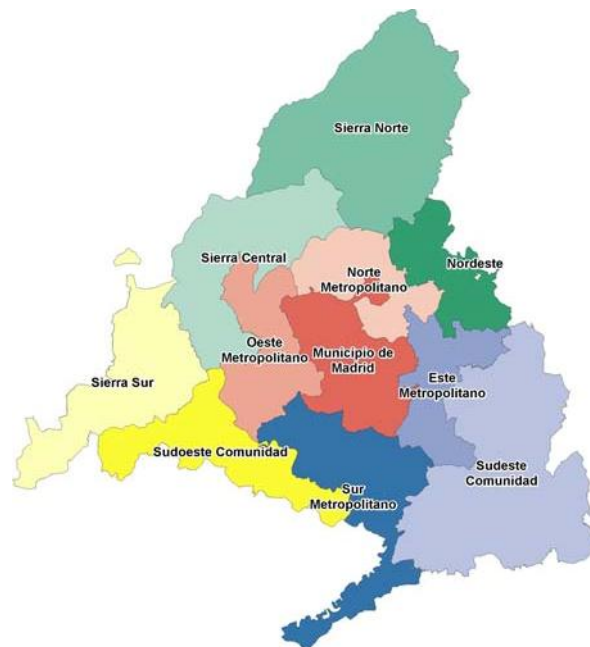 Sierra Norte
Sierra Central
Nordeste
Norte
Metropolitano
Oeste
Metropolitano
Municipio de
Madrid
Sierra Sur
Este
Metropolitano
Sudoeste Comunidad
Sudeste
Comunidad
Sur
Metropolitano